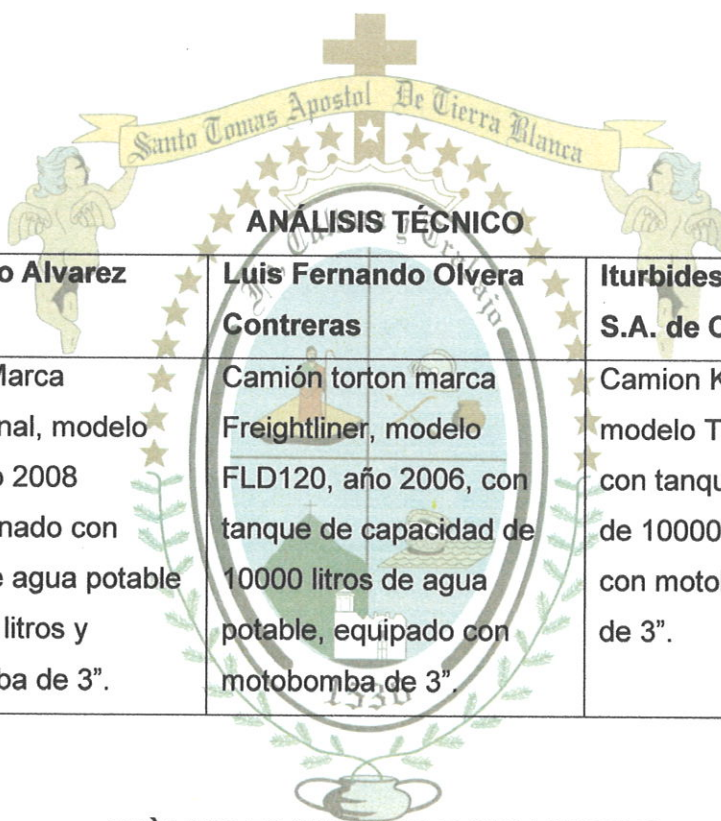 Santo Tomas Apostol De Tierra Blanca
ANÁLISIS TÉCNICO
o Alvarez
Marca
nal, modelo
o 2008
nado con
e agua potable
litros y
ba de 3”.
Luis Fernando Olvera
Contreras
Camión torton marca
Freightliner, modelo
FLD120, año 2006, con
tanque de capacidad de
10000 litros de agua
potable, equipado con
motobomba de 3”.
Iturbides
S.A. de C
Camion K
modelo T
con tanqu
de 10000
con motol
de 3”.
y Trabajo
1536